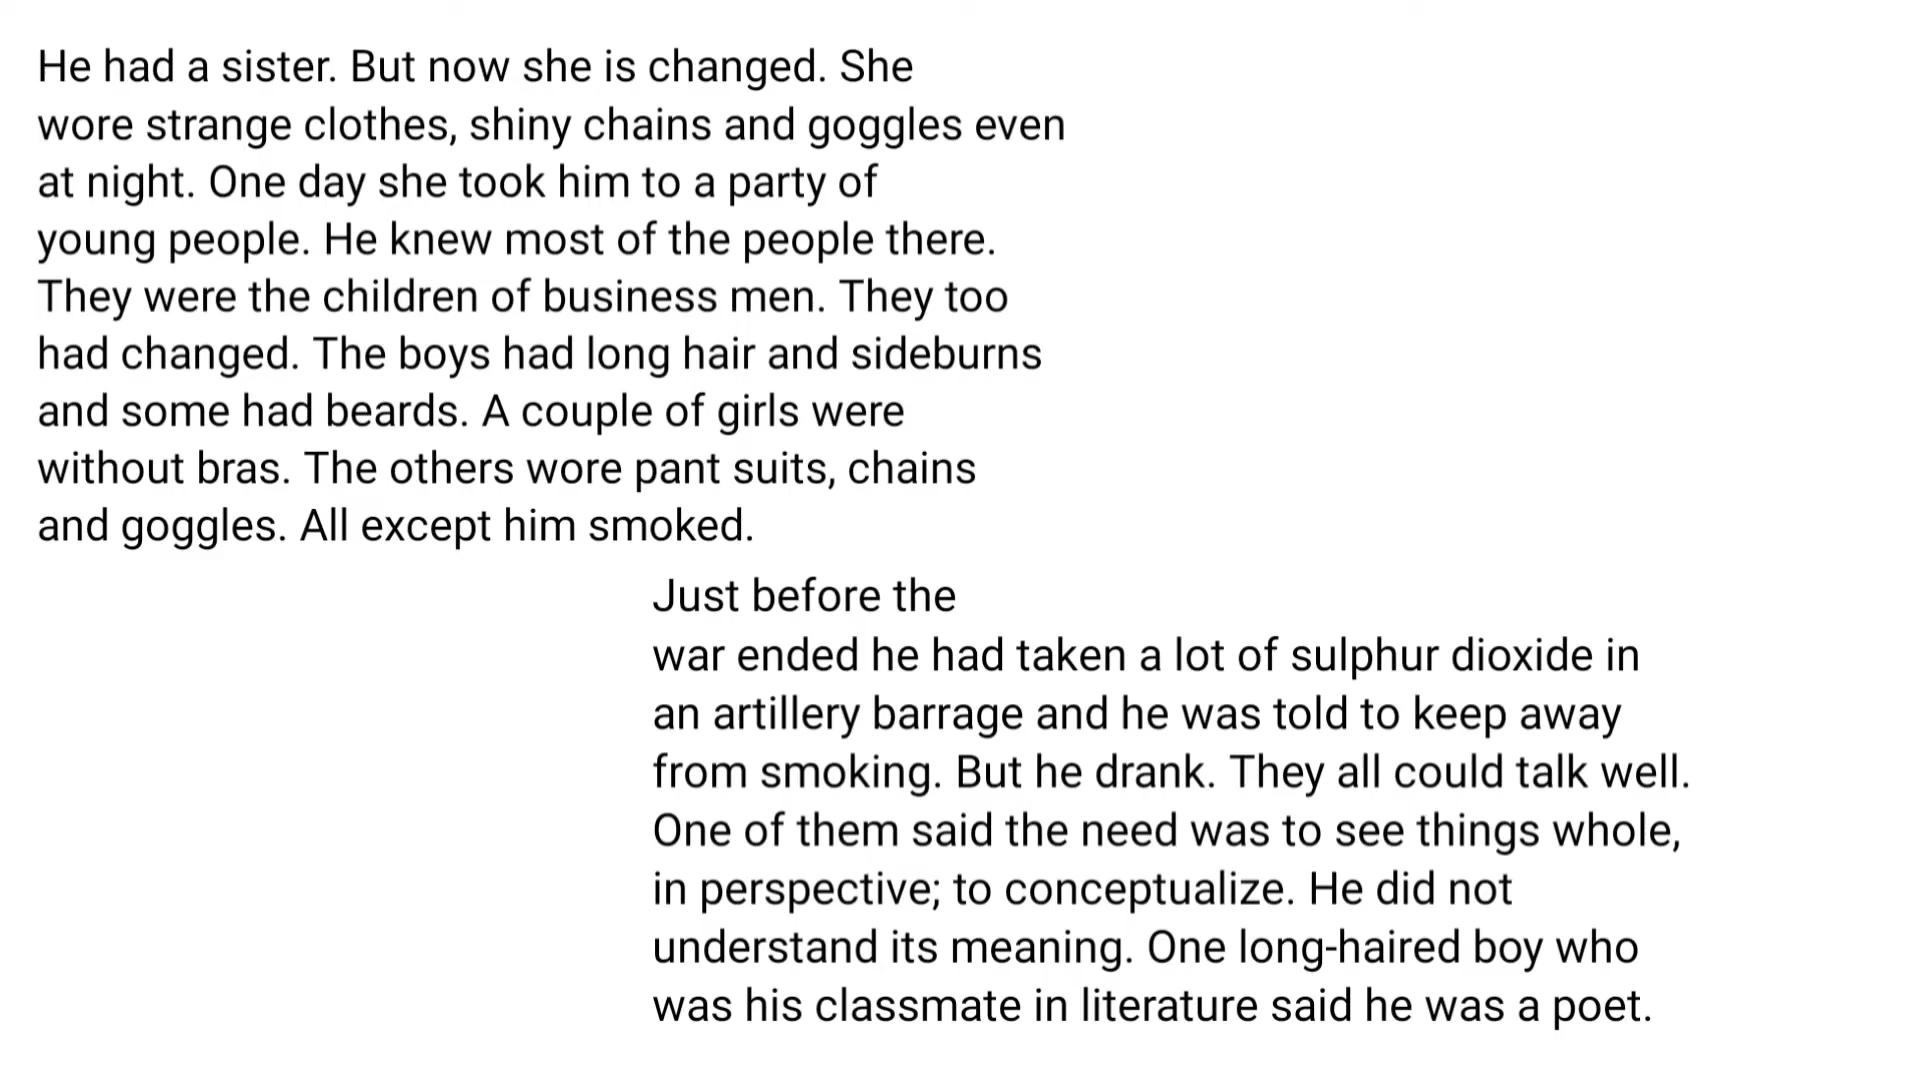 He had a sister. But now she is changed. She
wore strange clothes, shiny chains and goggles even
at night. One day she took him to a party of
young people. He knew most of the people there.
They were the children of business men. They too
had changed. The boys had long hair and sideburns
and some had beards. A couple of girls were
without bras. The others wore pant suits, chains
and goggles. All except him smoked.
Just before the
war ended he had taken a lot of sulphur dioxide in
an artillery barrage and he was told to keep away
from smoking. But he drank. They all could talk well.
One of them said the need was to see things whole,
in perspective; to conceptualize. He did not
understand its meaning. One long-haired boy who
was his classmate in literature said he was a poet.